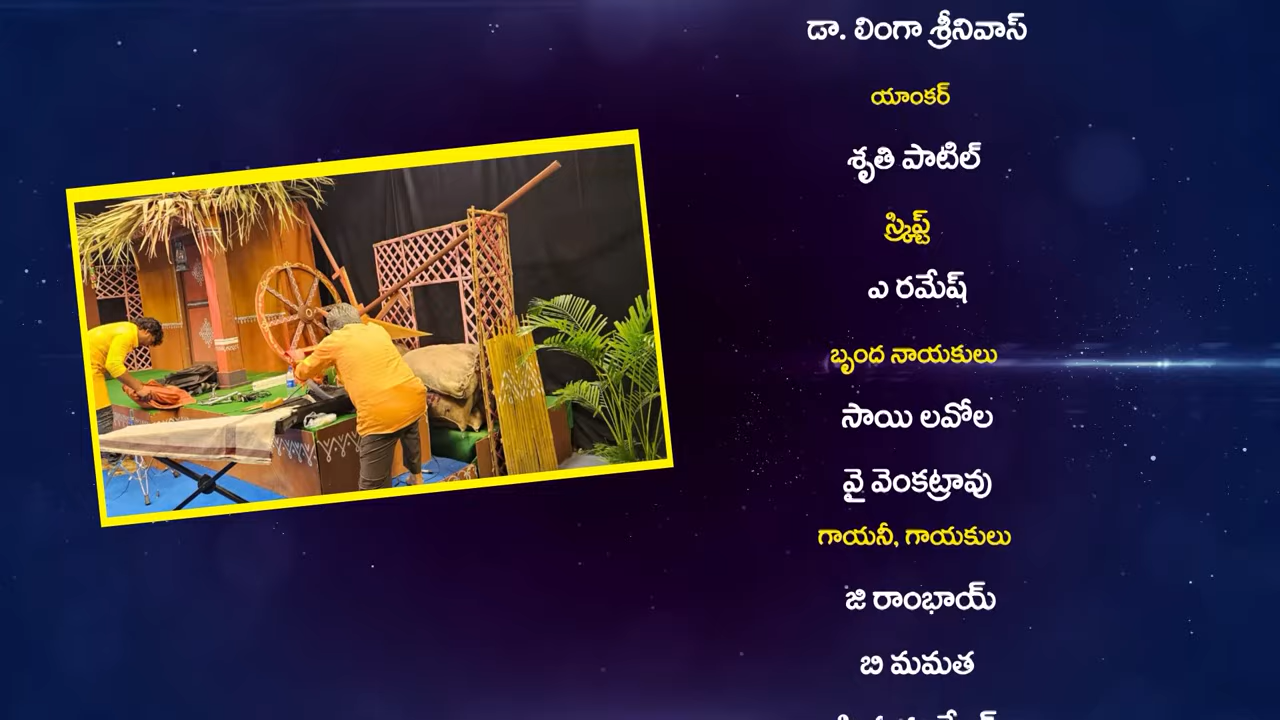 డా. లింగా శ్రీనివాస్
యాంకర్
శృతి పాటిల్
స్క్రిప్ట్
ఎ రమేష్
బృంద నాయకులు
సాయి లవోల
వై వెంకట్రావు
గాయనీ, గాయకులు
జి రాంభాయ్
బి మమత